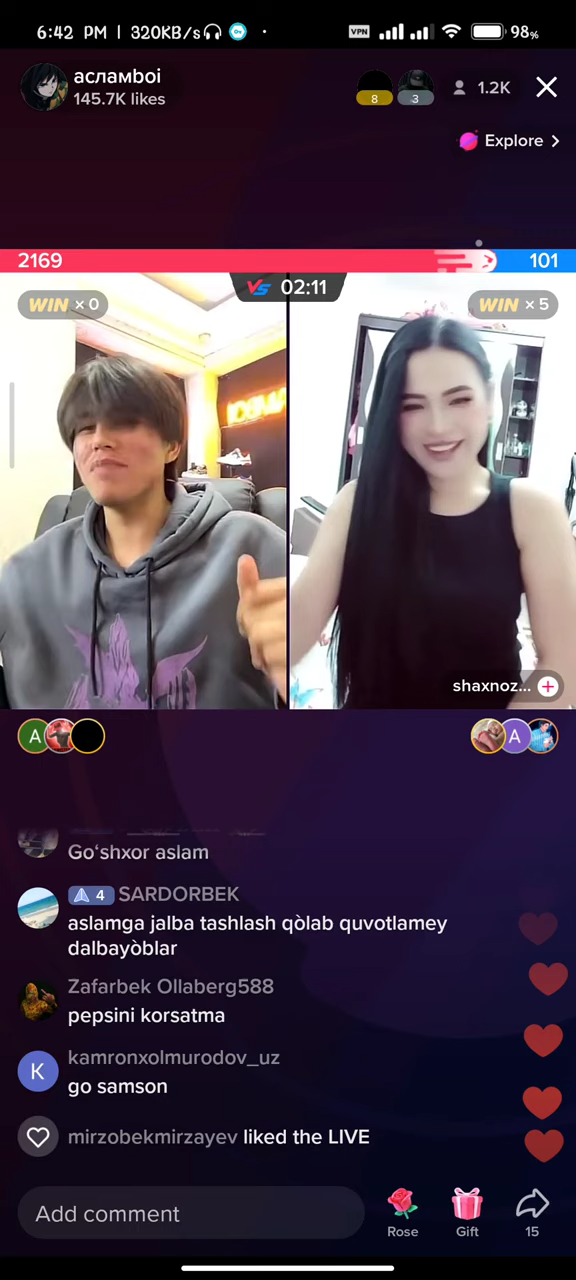 6:42 PM | 320KB/s
VPN
98%
асламboi
145.7K likes
8
3
1.2K
Explore
2169
101
VS 02:11
WIN × 0
WIN × 5
shaxnoz...
A
A
Goʻshxor aslam
4 SARDORBEK
aslamga jalba tashlash qòlab quvotlamey
dalbayòblar
Zafarbek Ollaberg588
pepsini korsatma
K
kamronxolmurodov_uz
go samson
mirzobekmirzayev liked the LIVE
Add comment
Rose
Gift
15